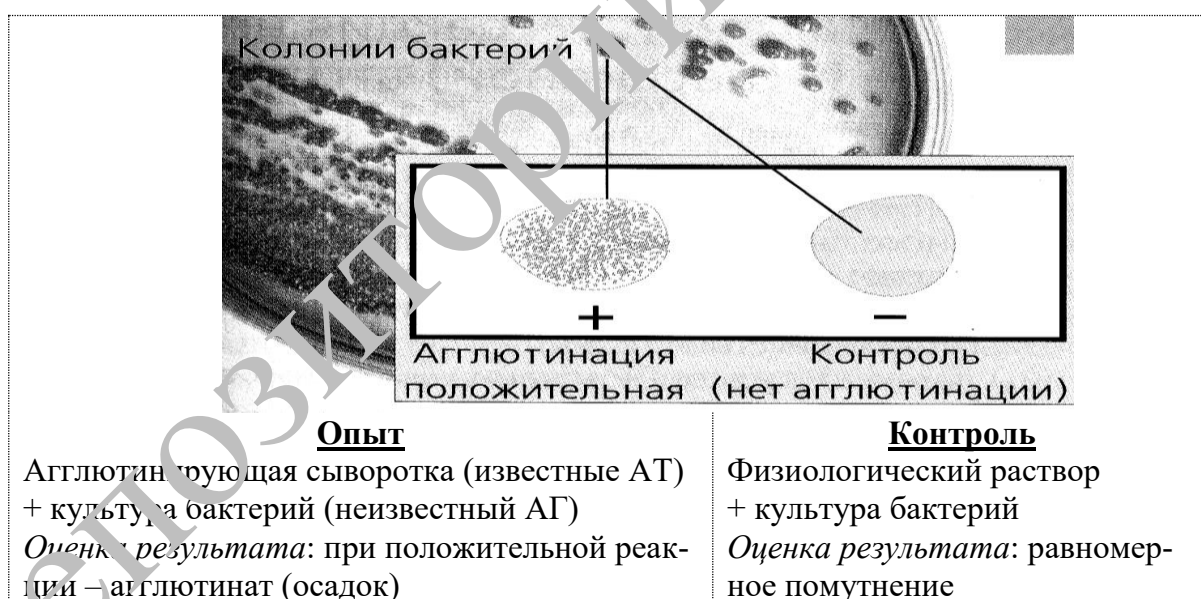 Колонии бактерий
+
−
Агглютинация
положительная
Контроль
(нет агглютинации)
Опыт
Агглютинирующая сыворотка (известные АТ)
+ культура бактерий (неизвестный АГ)
Оценка результата: при положительной реак-
ции – агглютинат (осадок)
Контроль
Физиологический раствор
+ культура бактерий
Оценка результата: равномер-
ное помутнение